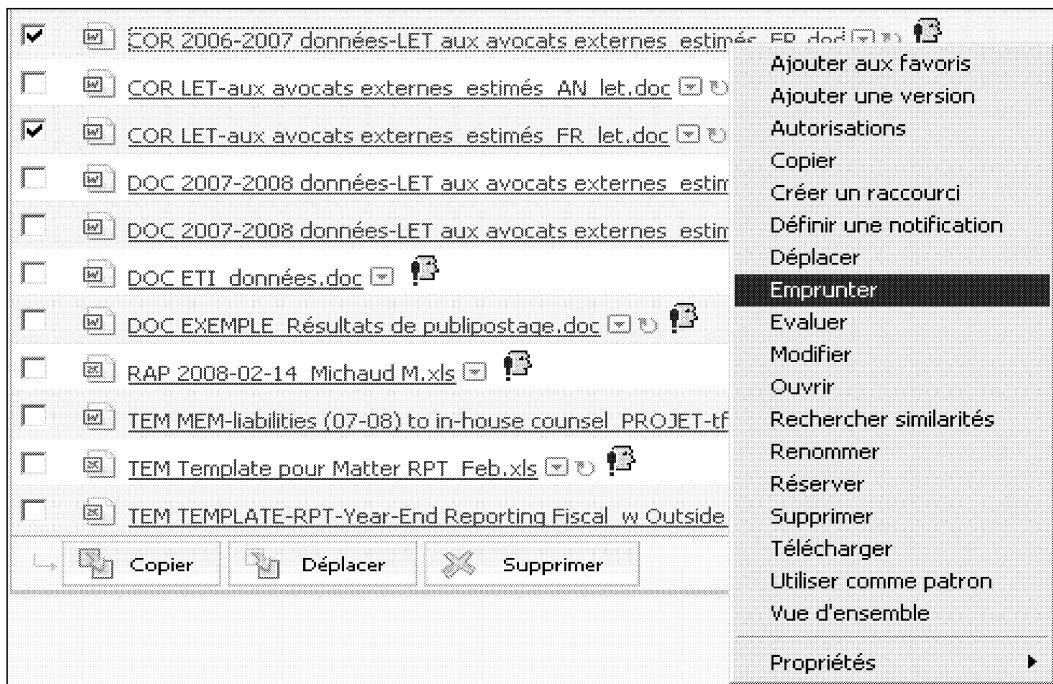 COR 2006-2007 données-LET aux avocats externes_estimés_FR.doc
COR LET-aux avocats externes_estimés_AN_let.doc
COR LET-aux avocats externes_estimés_FR_let.doc
DOC 2007-2008 données-LET aux avocats externes_estim
DOC 2007-2008 données-LET aux avocats externes_estim
DOC ETI_données.doc
DOC EXEMPLE_Résultats de publipostage.doc
RAP 2008-02-14_Michaud M.xls
TEM MEM-liabilities (07-08) to in-house counsel_PROJET-tf
TEM Template pour Matter RPT_Feb.xls
TEM TEMPLATE-RPT-Year-End Reporting Fiscal_w Outside
Copier Déplacer Supprimer
Ajouter aux favoris
Ajouter une version
Autorisations
Copier
Créer un raccourci
Définir une notification
Déplacer
Emprunter
Evaluer
Modifier
Ouvrir
Rechercher similarités
Renommer
Réserver
Supprimer
Télécharger
Utiliser comme patron
Vue d'ensemble
Propriétés